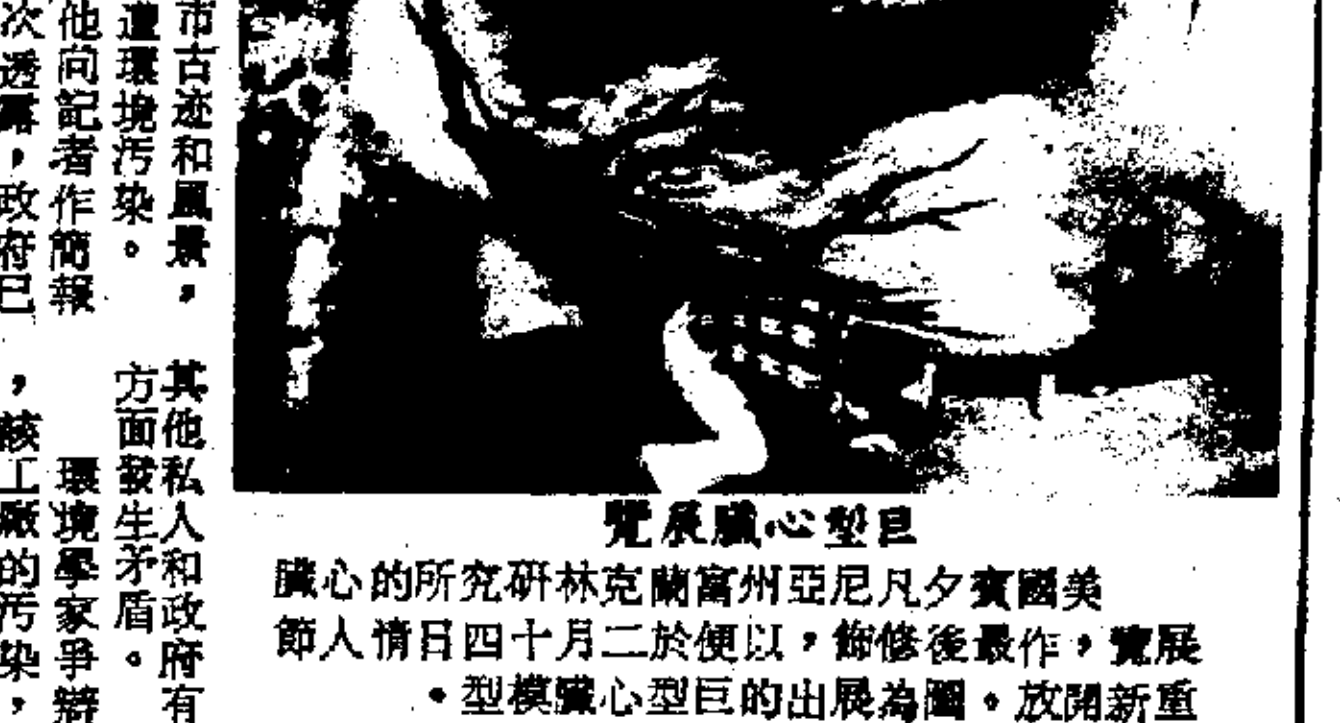 巨型心臟展覽
美國賓夕凡尼亞州富蘭克林研究所的心臟
展覽，作最後修飾，以便於二月十四日情人節
重新開放。圖為展出的巨型心臟模型。
市古迹和風景，
遭環境污染。
他向記者作簡報
次透露，政府已
其他私人和政府有
方面發生矛盾。
環境學家爭辯
，核工廠的污染，